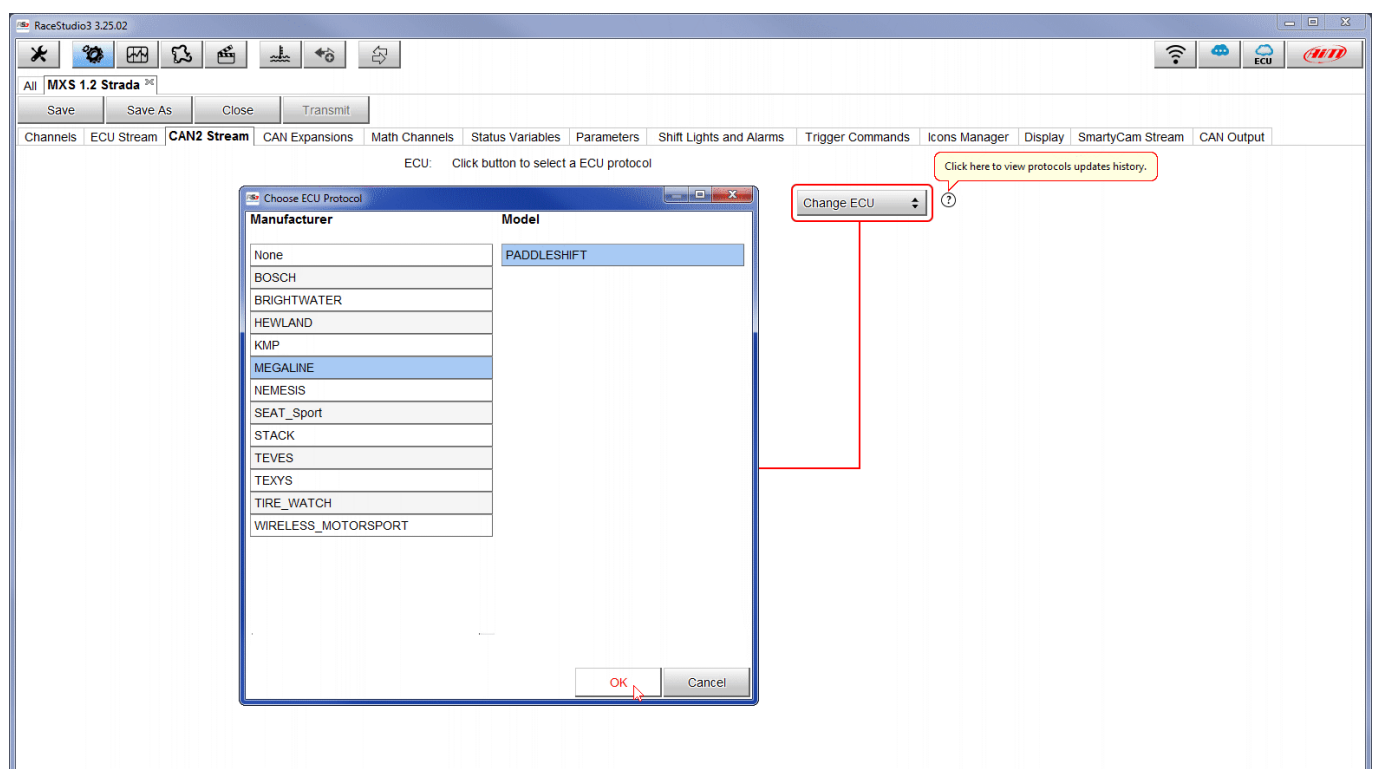 RaceStudio3 3.25.02
ECU
AiM
All MXS 1.2 Strada
Save Save As Close Transmit
Channels ECU Stream CAN2 Stream CAN Expansions Math Channels Status Variables Parameters Shift Lights and Alarms Trigger Commands Icons Manager Display SmartyCam Stream CAN Output
ECU: Click button to select a ECU protocol
Click here to view protocols updates history.
Change ECU
?
Choose ECU Protocol
Manufacturer Model
None PADDLESHIFT
BOSCH
BRIGHTWATER
HEWLAND
KMP
MEGALINE
NEMESIS
SEAT_Sport
STACK
TEVES
TEXYS
TIRE_WATCH
WIRELESS_MOTORSPORT
OK Cancel